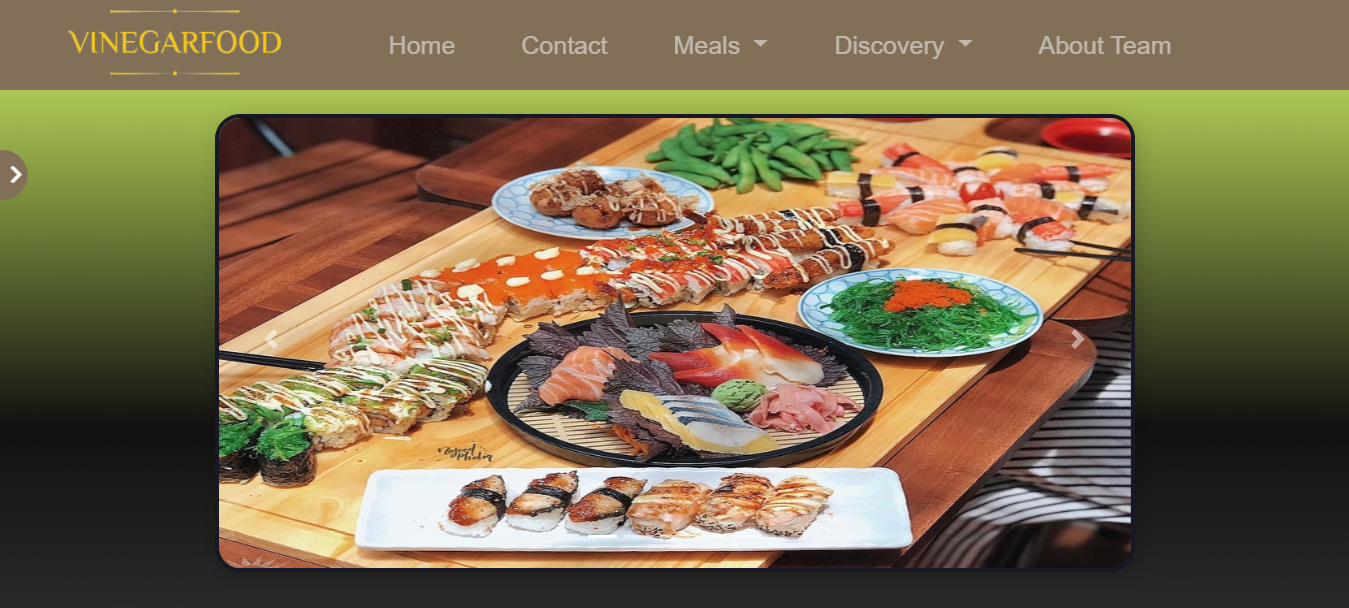 VINEGARFOOD
Home
Contact
Meals
Discovery
About Team